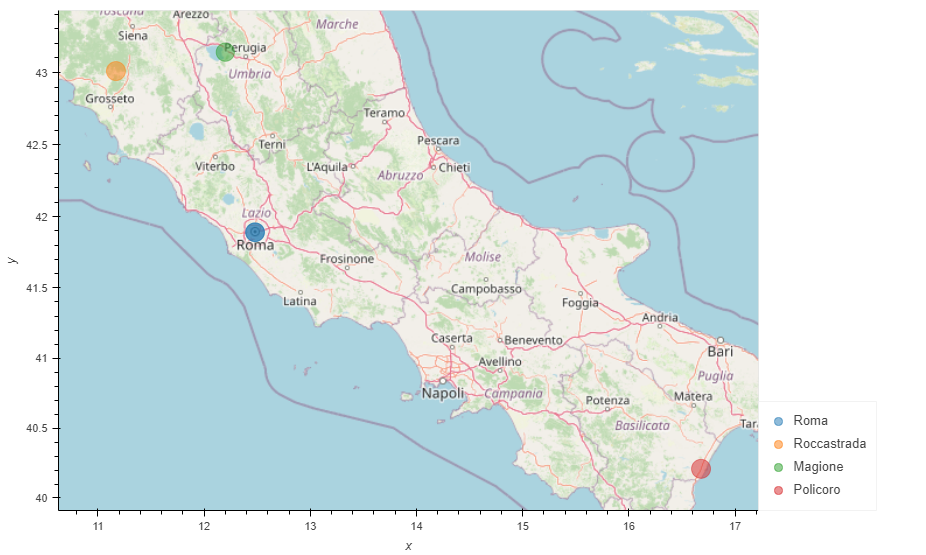 Toscana
Arezzo
Marche
Siena
Perugia
Umbria
43
Grosseto
Teramo
42.5
Terni
Pescara
Viterbo
L'Aquila
Chieti
Abruzzo
42
Lazio
Roma
Frosinone
Molise
41.5
Campobasso
Latina
Foggia
Andria
Caserta
Benevento
Bari
41
Avellino
Puglia
Napoli
Campania
Potenza
Matera
40.5
Basilicata
Tar
40
11 12 13 14 15 16 17
x
y
Roma
Roccastrada
Magione
Policoro